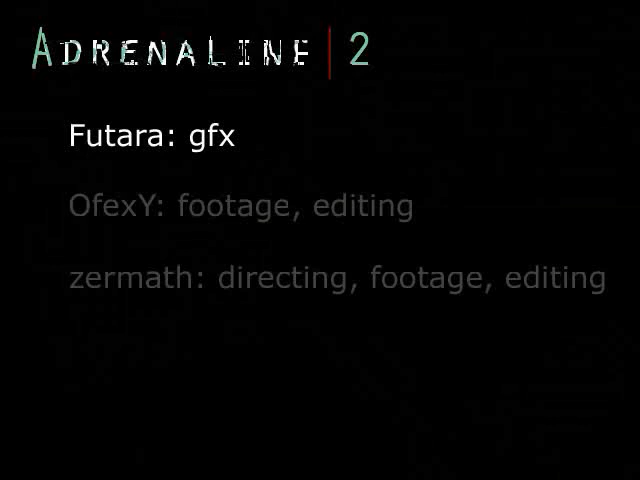 ADRENALINE | 2
Futara: gfx
OfexY: footage, editing
zermath: directing, footage, editing